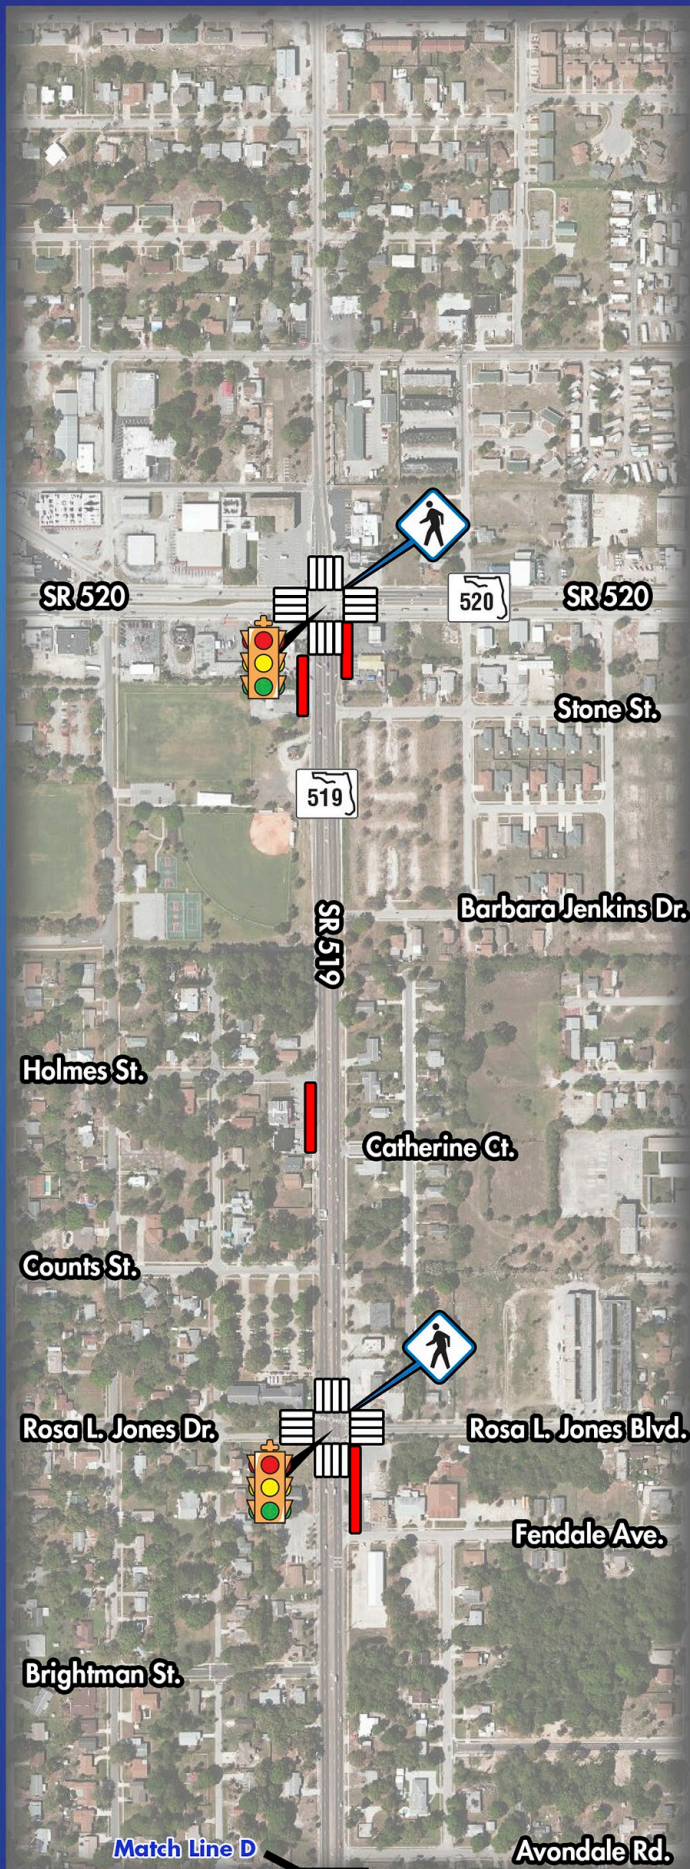 SR 520
520
SR 520
Stone St.
519
Barbara Jenkins Dr.
SR 519
Holmes St.
Catherine Ct.
Counts St.
Rosa L. Jones Dr.
Rosa L. Jones Blvd.
Fendale Ave.
Brightman St.
Match Line D
Avondale Rd.